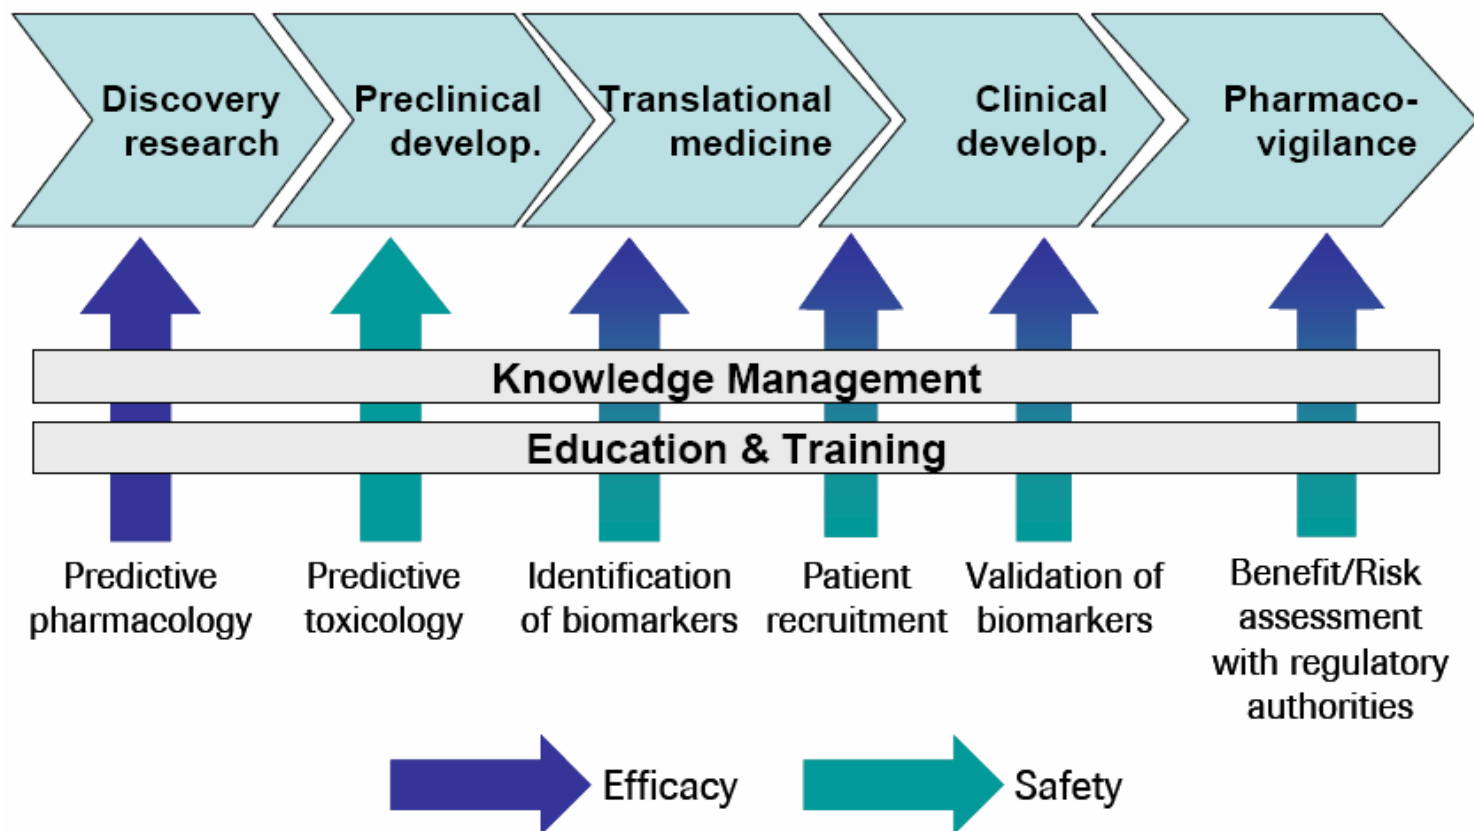 Discovery
research
Preclinical
develop.
Translational
medicine
Clinical
develop.
Pharmaco-
vigilance
Knowledge Management
Education & Training
Predictive
pharmacology
Predictive
toxicology
Identification
of biomarkers
Patient
recruitment
Validation of
biomarkers
Benefit/Risk
assessment
with regulatory
authorities
Efficacy
Safety